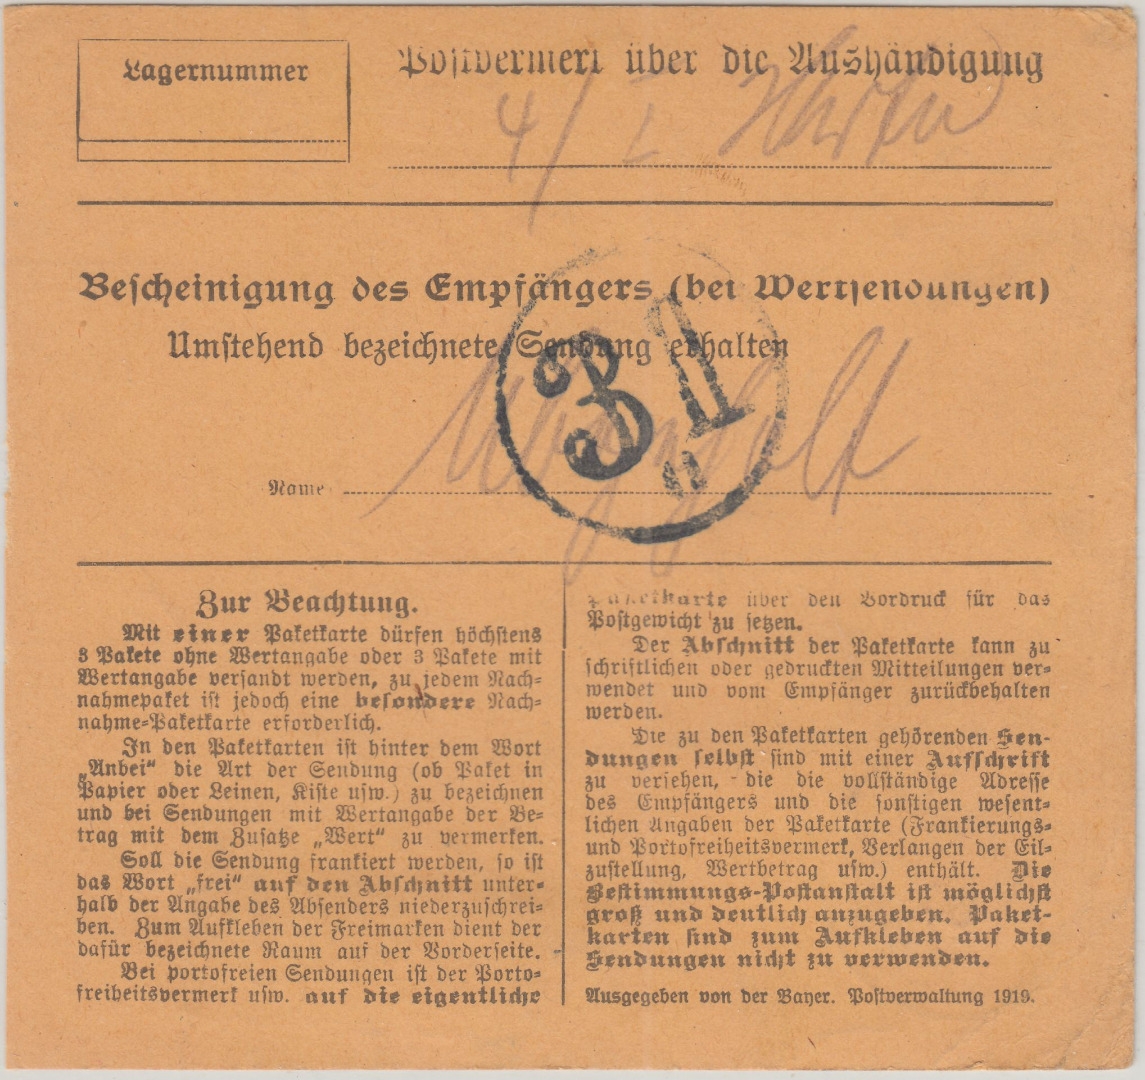 Lagernummer
Postvermerk über die Aushändigung
4/I
Bescheinigung des Empfängers (bei Wertsendungen)
Umstehend bezeichnete Sendung erhalten
31
Name
Zur Beachtung.
Mit einer Paketkarte dürfen höchstens
3 Pakete ohne Wertangabe oder 3 Pakete mit
Wertangabe versandt werden, zu jedem Nach-
nahmepaket ist jedoch eine besondere Nach-
nahme-Paketkarte erforderlich.
In den Paketkarten ist hinter dem Wort
„Anbei“ die Art der Sendung (ob Paket in
Papier oder Leinen, Kiste usw.) zu bezeichnen
und bei Sendungen mit Wertangabe der Be-
trag mit dem Zusatze „Wert“ zu vermerken.
Soll die Sendung frankiert werden, so ist
das Wort „frei“ auf den Abschnitt unter-
halb der Angabe des Absenders niederzuschrei-
ben. Zum Aufkleben der Freimarken dient der
dafür bezeichnete Raum auf der Vorderseite.
Bei portofreien Sendungen ist der Porto-
freiheitsvermerk usw. auf die eigentliche
Paketkarte über den Vordruck für das
Postgewicht zu setzen.
Der Abschnitt der Paketkarte kann zu
schriftlichen oder gedruckten Mitteilungen ver-
wendet und vom Empfänger zurückbehalten
werden.
Die zu den Paketkarten gehörenden Sen-
dungen selbst sind mit einer Aufschrift
zu versehen, die die vollständige Adresse
des Empfängers und die sonstigen wesent-
lichen Angaben der Paketkarte (Frankierungs-
und Portofreiheitsvermerk, Verlangen der Eil-
zustellung, Wertbetrag usw.) enthält. Die
Bestimmungs-Postanstalt ist möglichst
groß und deutlich anzugeben. Paket-
karten sind zum Aufkleben auf die
Sendungen nicht zu verwenden.
Ausgegeben von der Bayer. Postverwaltung 1919.